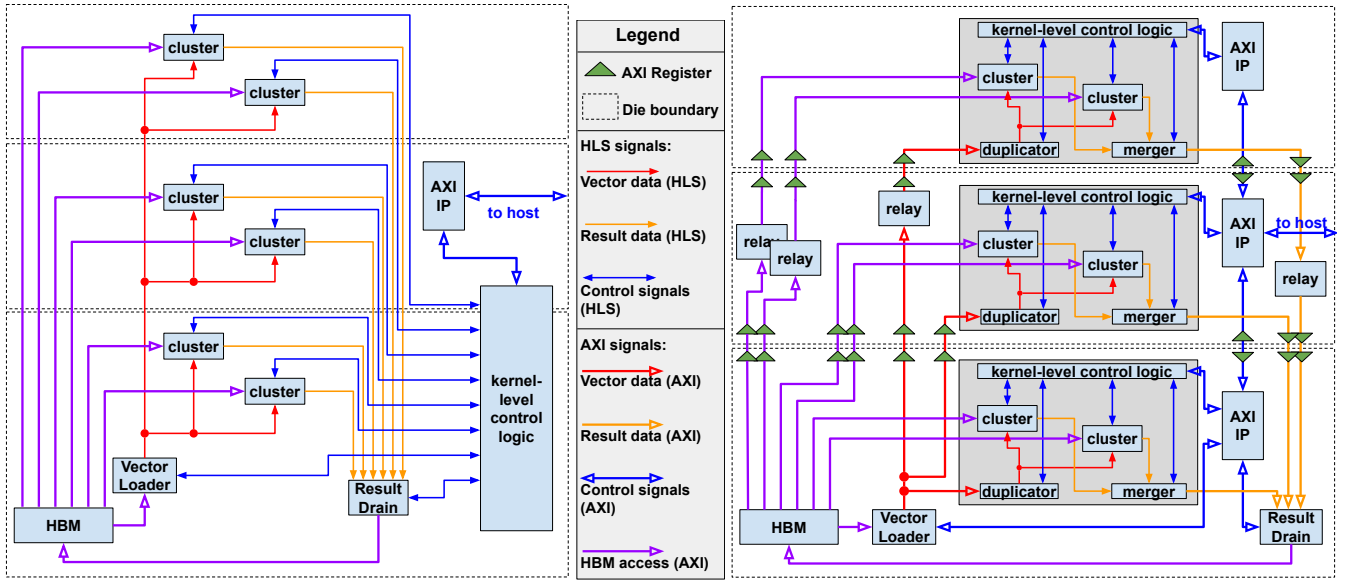 cluster
cluster
cluster
cluster
AXI
IP
to host
cluster
cluster
kernel-
level
control
logic
Vector
Loader
Result
Drain
HBM
Legend
AXI Register
Die boundary
HLS signals:
Vector data (HLS)
Result data (HLS)
Control signals
(HLS)
AXI signals:
Vector data (AXI)
Result data (AXI)
Control signals
(AXI)
HBM access (AXI)
kernel-level control logic
AXI
IP
cluster
cluster
duplicator
merger
relay
kernel-level control logic
AXI
IP
to host
relay
relay
cluster
cluster
relay
duplicator
merger
kernel-level control logic
AXI
IP
cluster
cluster
duplicator
merger
HBM
Vector
Loader
Result
Drain